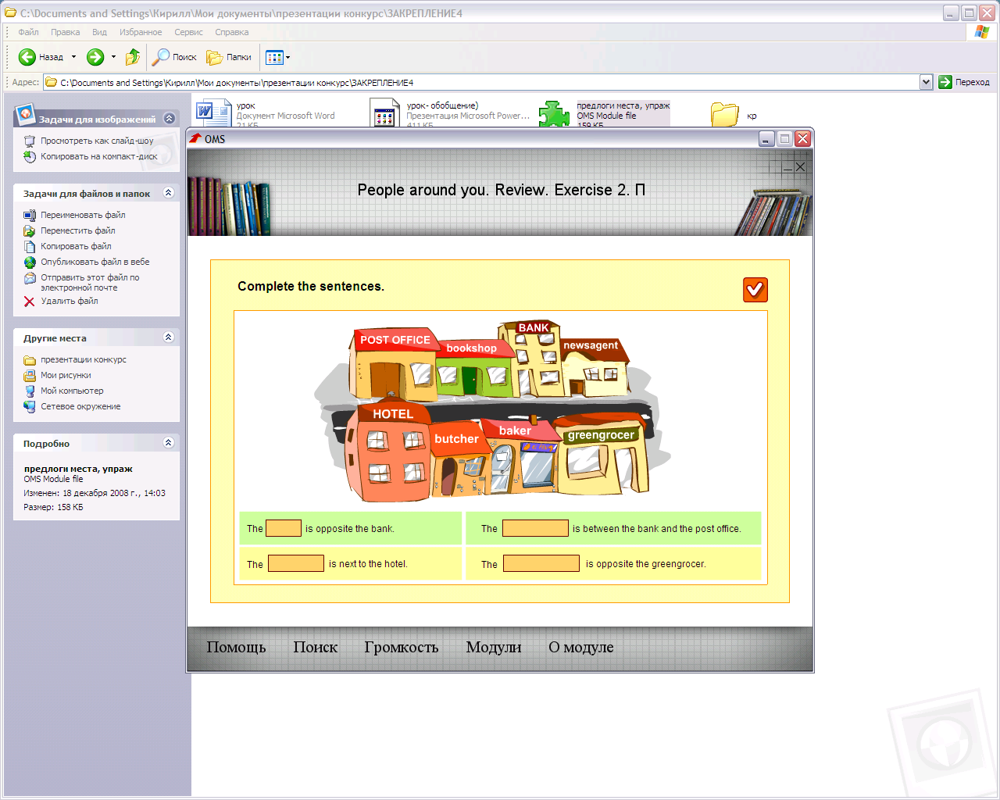 C:\Documents and Settings\Кирилл\Мои документы\презентации конкурс\ЗАКРЕПЛЕНИЕ4
Файл Правка Вид Избранное Сервис Справка
Назад Поиск Папки
Адрес: C:\Documents and Settings\Кирилл\Мои документы\презентации конкурс\ЗАКРЕПЛЕНИЕ4 Переход
Задачи для изображений
Просмотреть как слайд-шоу
Копировать на компакт-диск
Задачи для файлов и папок
Переименовать файл
Переместить файл
Копировать файл
Опубликовать файл в вебе
Отправить этот файл по
электронной почте
Удалить файл
Другие места
презентации конкурс
Мои рисунки
Мой компьютер
Сетевое окружение
Подробно
предлоги места, упраж
OMS Module file
Изменен: 18 декабря 2008 г., 14:03
Размер: 158 КБ
урок
Документ Microsoft Word
21 КБ
урок- обобщение)
Презентация Microsoft Power...
411 КБ
предлоги места, упраж
OMS Module file
159 КБ
кр
OMS
People around you. Review. Exercise 2. П
Complete the sentences.
POST OFFICE
bookshop
BANK
newsagent
HOTEL
butcher
baker
greengrocer
The is opposite the bank.
The is between the bank and the post office.
The is next to the hotel.
The is opposite the greengrocer.
Помощь Поиск Громкость Модули О модуле